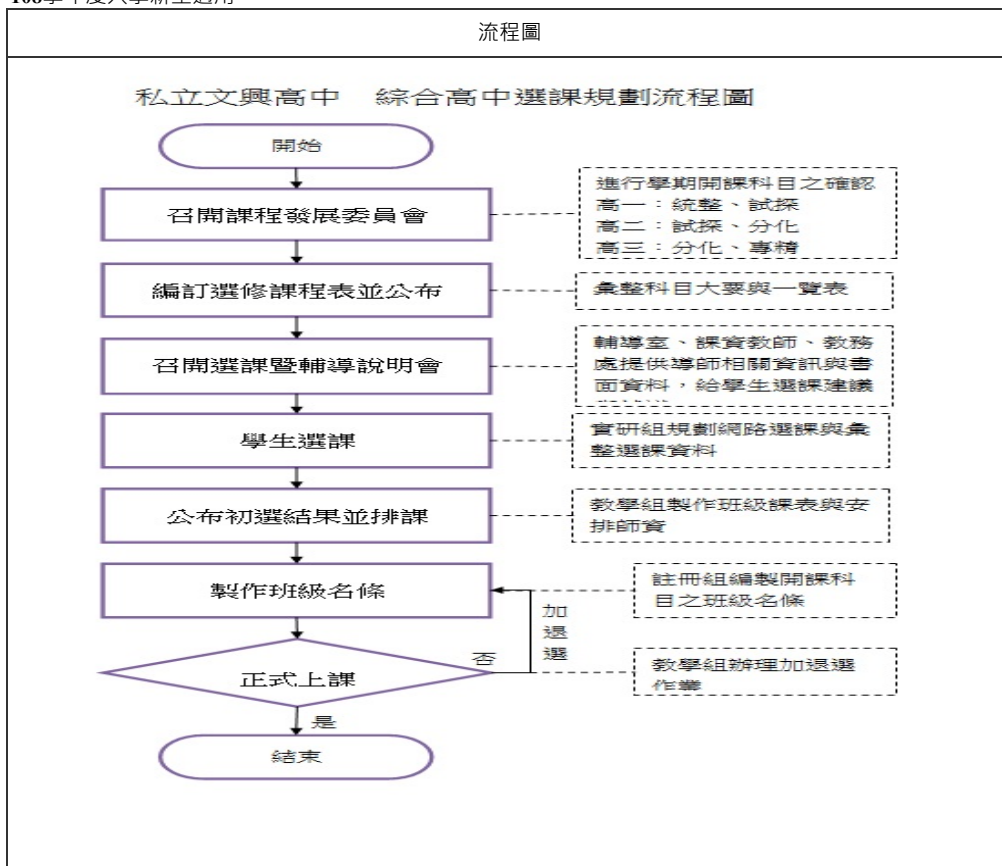 108學年度入學新生適用
流程圖
私立文興高中 綜合高中選課規劃流程圖
開始
召開課程發展委員會
進行學期開課科目之確認
高一：統整、試探
高二：試探、分化
高三：分化、專精
編訂選修課程表並公布
彙整科目大要與一覽表
召開選課暨輔導說明會
輔導室、課資教師、教務
處提供導師相關資訊與書
面資料，給學生選課建議
學生選課
實研組規劃網路選課與彙
整選課資料
公布初選結果並排課
教學組製作班級課表與安
排師資
製作班級名條
註冊組編製開課科
目之班級名條
加退選
正式上課
否
教學組辦理加退選
作業
是
結束